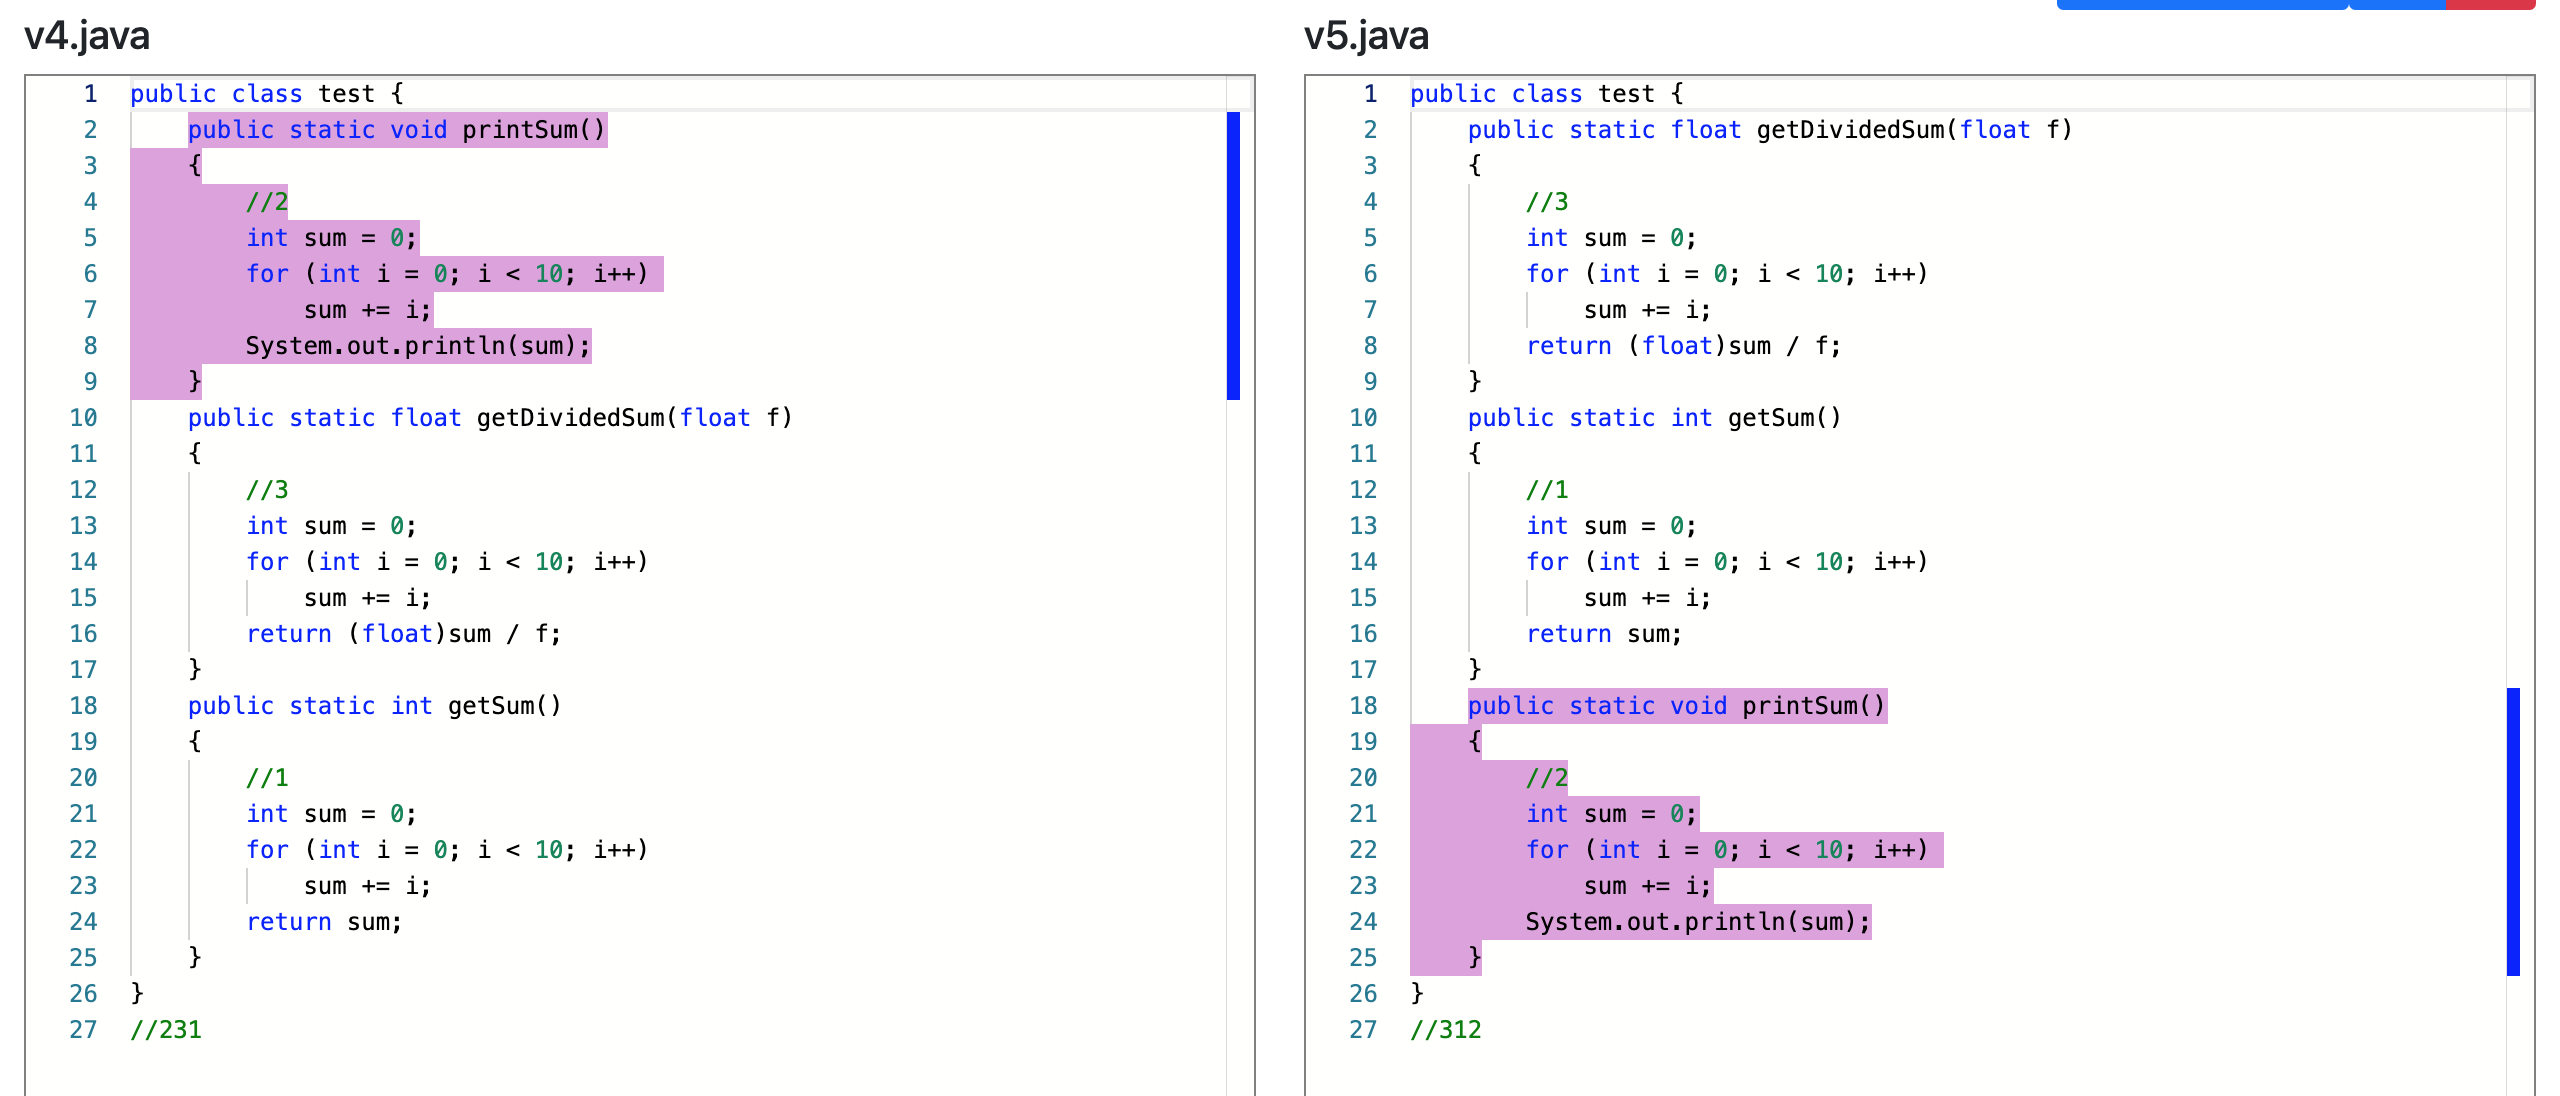 v4.java
1 public class test {
2     public static void printSum()
3     {
4         //2
5         int sum = 0;
6         for (int i = 0; i < 10; i++)
7             sum += i;
8         System.out.println(sum);
9     }
10     public static float getDividedSum(float f)
11     {
12         //3
13         int sum = 0;
14         for (int i = 0; i < 10; i++)
15             sum += i;
16         return (float)sum / f;
17     }
18     public static int getSum()
19     {
20         //1
21         int sum = 0;
22         for (int i = 0; i < 10; i++)
23             sum += i;
24         return sum;
25     }
26 }
27 //231
v5.java
1 public class test {
2     public static float getDividedSum(float f)
3     {
4         //3
5         int sum = 0;
6         for (int i = 0; i < 10; i++)
7             sum += i;
8         return (float)sum / f;
9     }
10     public static int getSum()
11     {
12         //1
13         int sum = 0;
14         for (int i = 0; i < 10; i++)
15             sum += i;
16         return sum;
17     }
18     public static void printSum()
19     {
20         //2
21         int sum = 0;
22         for (int i = 0; i < 10; i++)
23             sum += i;
24         System.out.println(sum);
25     }
26 }
27 //312